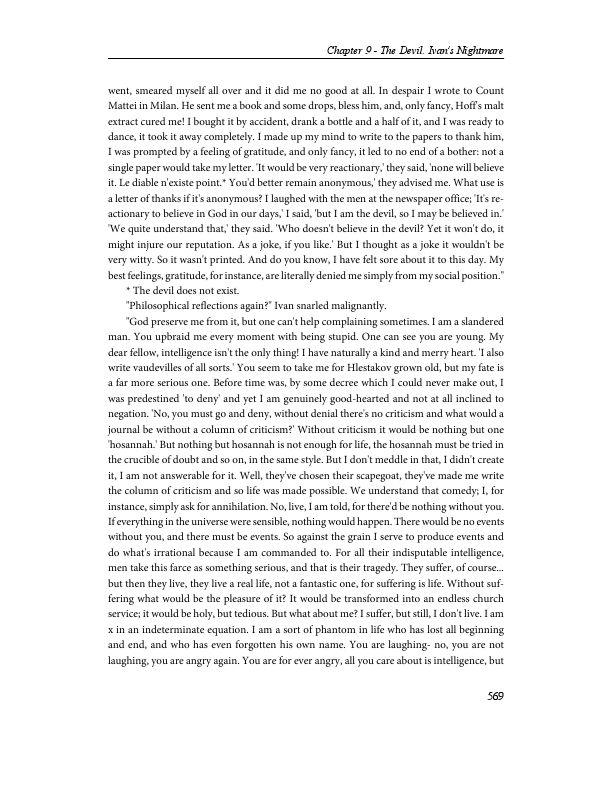 Chapter 9 - The Devil. Ivan's Nightmare
went, smeared myself all over and it did me no good at all. In despair I wrote to Count
Mattei in Milan. He sent me a book and some drops, bless him, and, only fancy, Hoff's malt
extract cured me! I bought it by accident, drank a bottle and a half of it, and I was ready to
dance, it took it away completely. I made up my mind to write to the papers to thank him,
I was prompted by a feeling of gratitude, and only fancy, it led to no end of a bother: not a
single paper would take my letter. 'It would be very reactionary,' they said, 'none will believe
it. Le diable n'existe point.* You'd better remain anonymous,' they advised me. What use is
a letter of thanks if it's anonymous? I laughed with the men at the newspaper office; 'It's re-
actionary to believe in God in our days,' I said, 'but I am the devil, so I may be believed in.'
'We quite understand that,' they said. 'Who doesn't believe in the devil? Yet it won't do, it
might injure our reputation. As a joke, if you like.' But I thought as a joke it wouldn't be
very witty. So it wasn't printed. And do you know, I have felt sore about it to this day. My
best feelings, gratitude, for instance, are literally denied me simply from my social position."
* The devil does not exist.
"Philosophical reflections again?" Ivan snarled malignantly.
"God preserve me from it, but one can't help complaining sometimes. I am a slandered
man. You upbraid me every moment with being stupid. One can see you are young. My
dear fellow, intelligence isn't the only thing! I have naturally a kind and merry heart. 'I also
write vaudevilles of all sorts.' You seem to take me for Hlestakov grown old, but my fate is
a far more serious one. Before time was, by some decree which I could never make out, I
was predestined 'to deny' and yet I am genuinely good-hearted and not at all inclined to
negation. 'No, you must go and deny, without denial there's no criticism and what would a
journal be without a column of criticism?' Without criticism it would be nothing but one
'hosannah.' But nothing but hosannah is not enough for life, the hosannah must be tried in
the crucible of doubt and so on, in the same style. But I don't meddle in that, I didn't create
it, I am not answerable for it. Well, they've chosen their scapegoat, they've made me write
the column of criticism and so life was made possible. We understand that comedy; I, for
instance, simply ask for annihilation. No, live, I am told, for there'd be nothing without you.
If everything in the universe were sensible, nothing would happen. There would be no events
without you, and there must be events. So against the grain I serve to produce events and
do what's irrational because I am commanded to. For all their indisputable intelligence,
men take this farce as something serious, and that is their tragedy. They suffer, of course...
but then they live, they live a real life, not a fantastic one, for suffering is life. Without suf-
fering what would be the pleasure of it? It would be transformed into an endless church
service; it would be holy, but tedious. But what about me? I suffer, but still, I don't live. I am
x in an indeterminate equation. I am a sort of phantom in life who has lost all beginning
and end, and who has even forgotten his own name. You are laughing- no, you are not
laughing, you are angry again. You are for ever angry, all you care about is intelligence, but
569